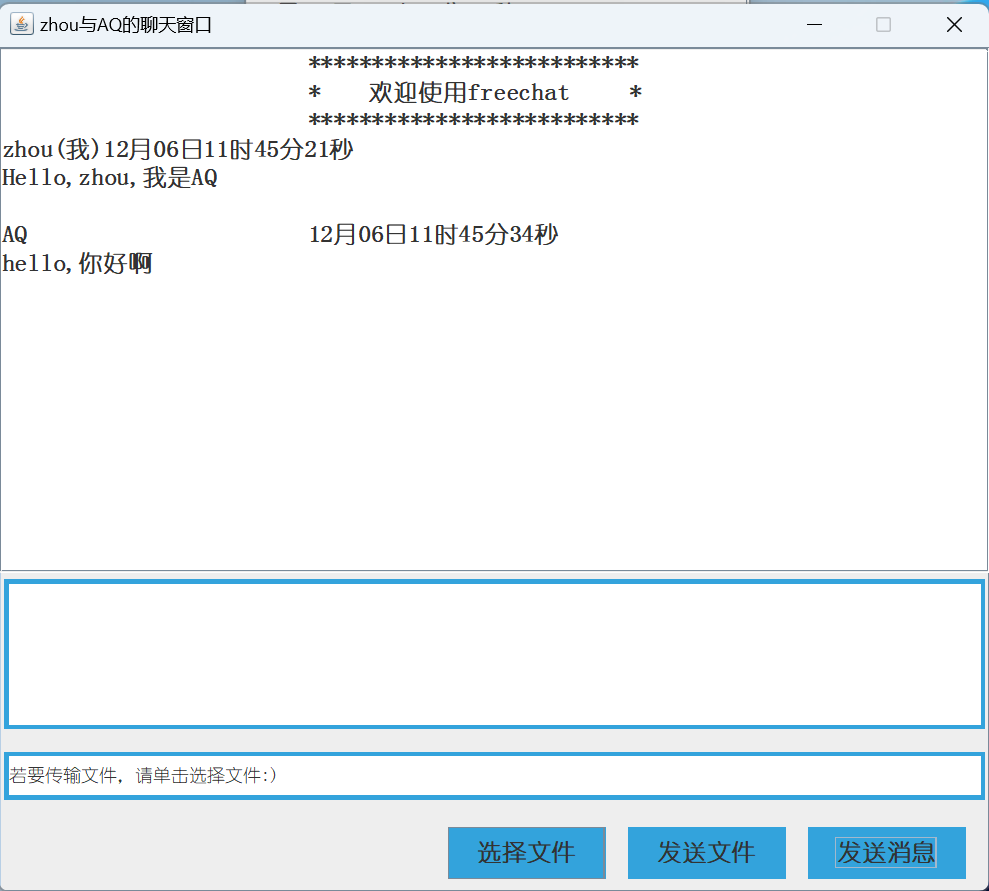 zhou与AQ的聊天窗口
**************************
* 欢迎使用freechat *
**************************
zhou(我)12月06日11时45分21秒
Hello,zhou,我是AQ
AQ 12月06日11时45分34秒
hello,你好啊
若要传输文件，请单击选择文件:)
选择文件 发送文件 发送消息